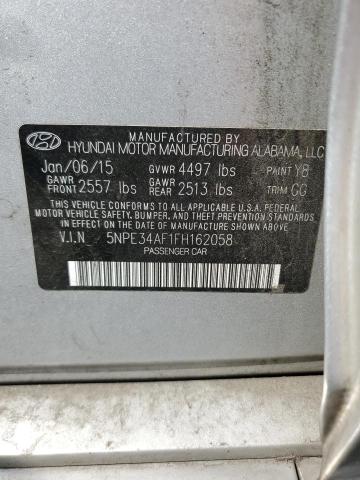 MANUFACTURED BY
HYUNDAI MOTOR MANUFACTURING ALABAMA, LLC
Jan/06/15 GVWR 4497 lbs PAINT Y8
GAWR FRONT 2557 lbs GAWR REAR 2513 lbs TRIM GG
THIS VEHICLE CONFORMS TO ALL APPLICABLE U.S.A. FEDERAL
MOTOR VEHICLE SAFETY, BUMPER, AND THEFT PREVENTION STANDARDS
IN EFFECT ON THE DATE OF MANUFACTURE SHOWN ABOVE.
V.I.N 5NPE34AF1FH162058
PASSENGER CAR